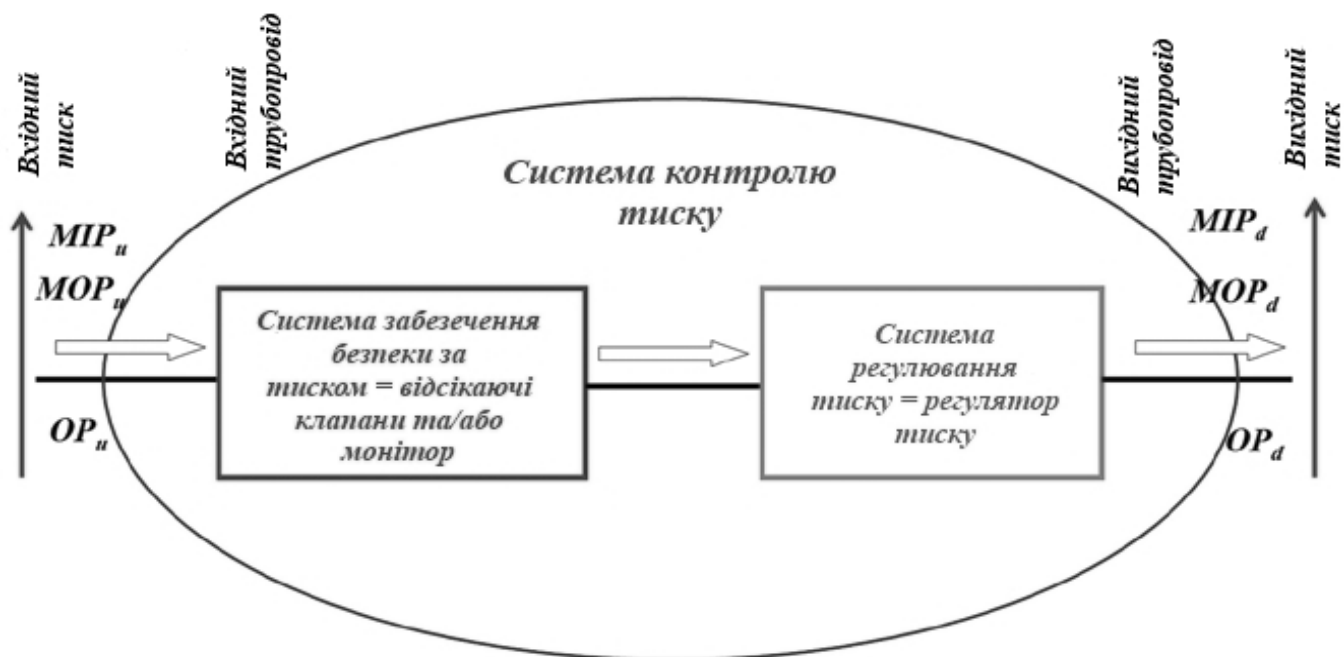 Вхідний
тиск
Вхідний
трубопровід
Система контролю
тиску
Вихідний
трубопровід
Вихідний
тиск
MIPu
MOPu
OPu
Система забезечення
безпеки за
тиском = відсікаючі
клапани та/або
монітор
Система
регулювання
тиску = регулятор
тиску
MIPd
MOPd
OPd